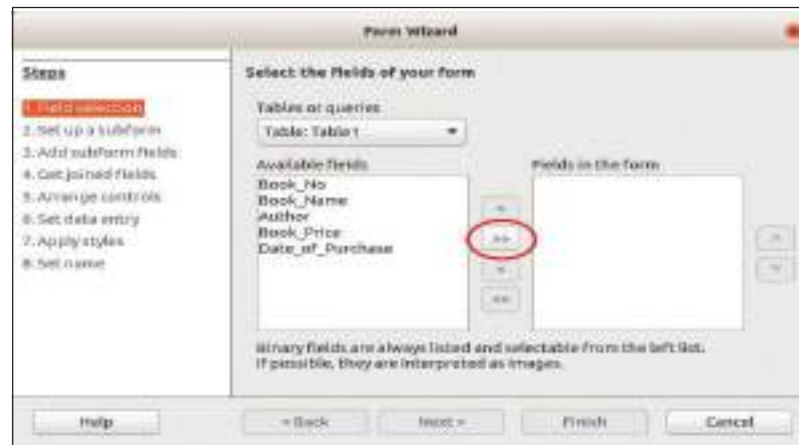 Form Wizard
Steps
Select the fields of your form
1. Field selection
2. Set up a subform
3. Add subform fields
4. Get joined fields
5. Arrange controls
6. Set data entry
7. Apply styles
8. Set name
Tables or queries
Table: Table1
Available fields
Fields in the form
Book_No
Book_Name
Author
Book_Price
Date_of_Purchase
>
>>
<
<<
Binary fields are always listed and selectable from the left list.
If possible, they are interpreted as images.
Help
< Back
Next >
Finish
Cancel